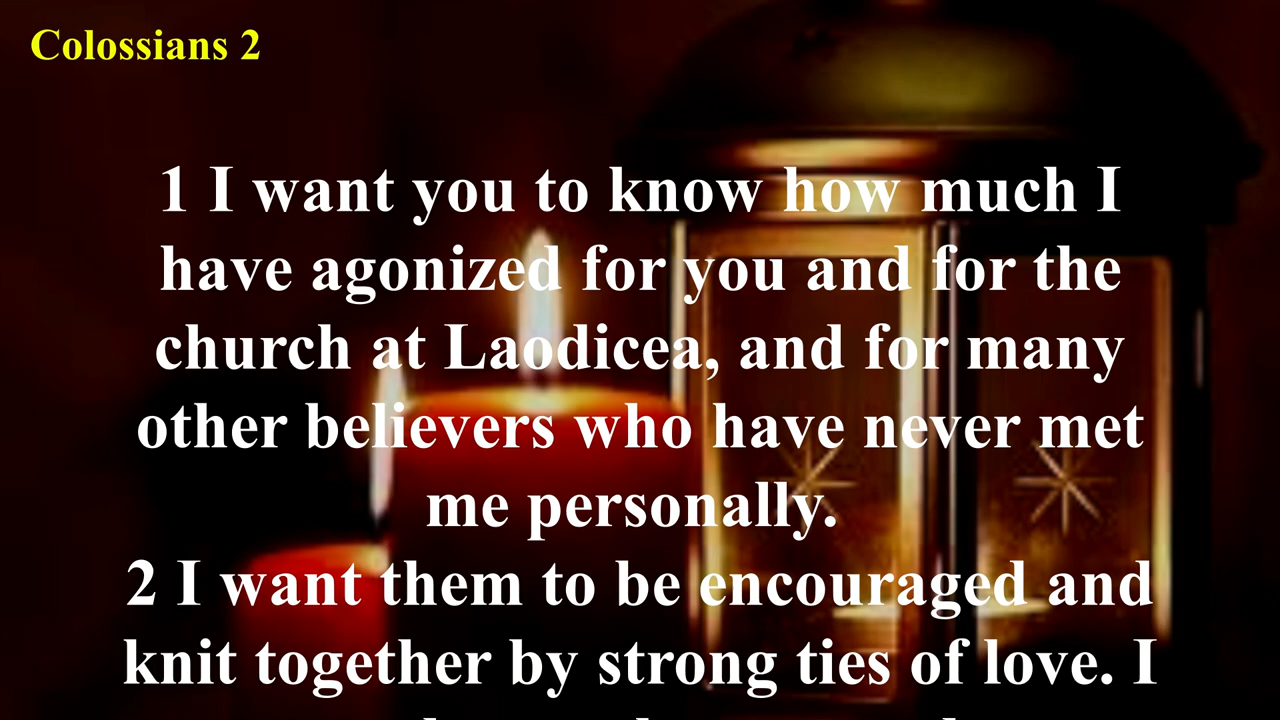 Colossians 2
1 I want you to know how much I
have agonized for you and for the
church at Laodicea, and for many
other believers who have never met
me personally.
2 I want them to be encouraged and
knit together by strong ties of love. I